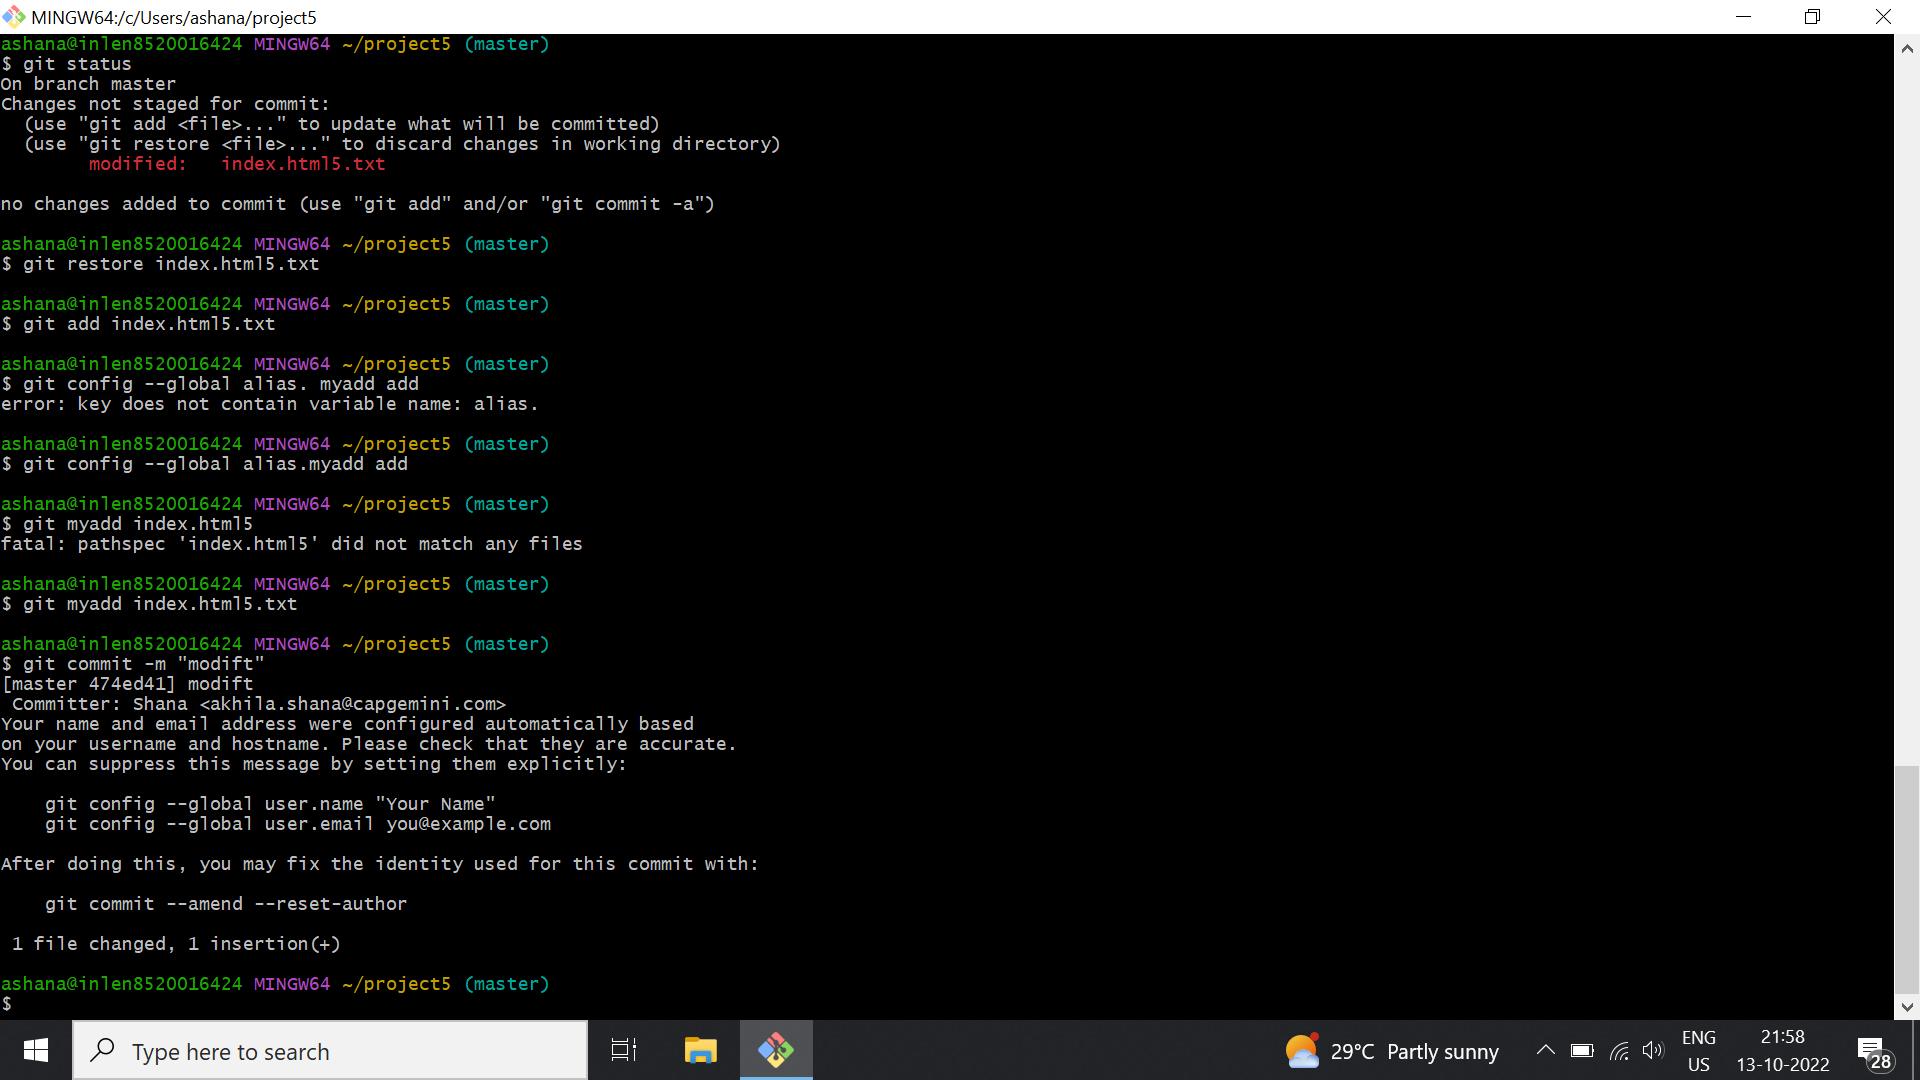 MINGW64:/c/Users/ashana/project5
ashana@inlen8520016424 MINGW64 ~/project5 (master)
$ git status
On branch master
Changes not staged for commit:
  (use "git add <file>..." to update what will be committed)
  (use "git restore <file>..." to discard changes in working directory)
        modified:   index.html5.txt

no changes added to commit (use "git add" and/or "git commit -a")

ashana@inlen8520016424 MINGW64 ~/project5 (master)
$ git restore index.html5.txt

ashana@inlen8520016424 MINGW64 ~/project5 (master)
$ git add index.html5.txt

ashana@inlen8520016424 MINGW64 ~/project5 (master)
$ git config --global alias. myadd add
error: key does not contain variable name: alias.

ashana@inlen8520016424 MINGW64 ~/project5 (master)
$ git config --global alias.myadd add

ashana@inlen8520016424 MINGW64 ~/project5 (master)
$ git myadd index.html5
fatal: pathspec 'index.html5' did not match any files

ashana@inlen8520016424 MINGW64 ~/project5 (master)
$ git myadd index.html5.txt

ashana@inlen8520016424 MINGW64 ~/project5 (master)
$ git commit -m "modift"
[master 474ed41] modift
 Committer: Shana <akhila.shana@capgemini.com>
Your name and email address were configured automatically based
on your username and hostname. Please check that they are accurate.
You can suppress this message by setting them explicitly:

    git config --global user.name "Your Name"
    git config --global user.email you@example.com

After doing this, you may fix the identity used for this commit with:

    git commit --amend --reset-author

 1 file changed, 1 insertion(+)

ashana@inlen8520016424 MINGW64 ~/project5 (master)
$
Type here to search
29°C Partly sunny
ENG
US
21:58
13-10-2022
28